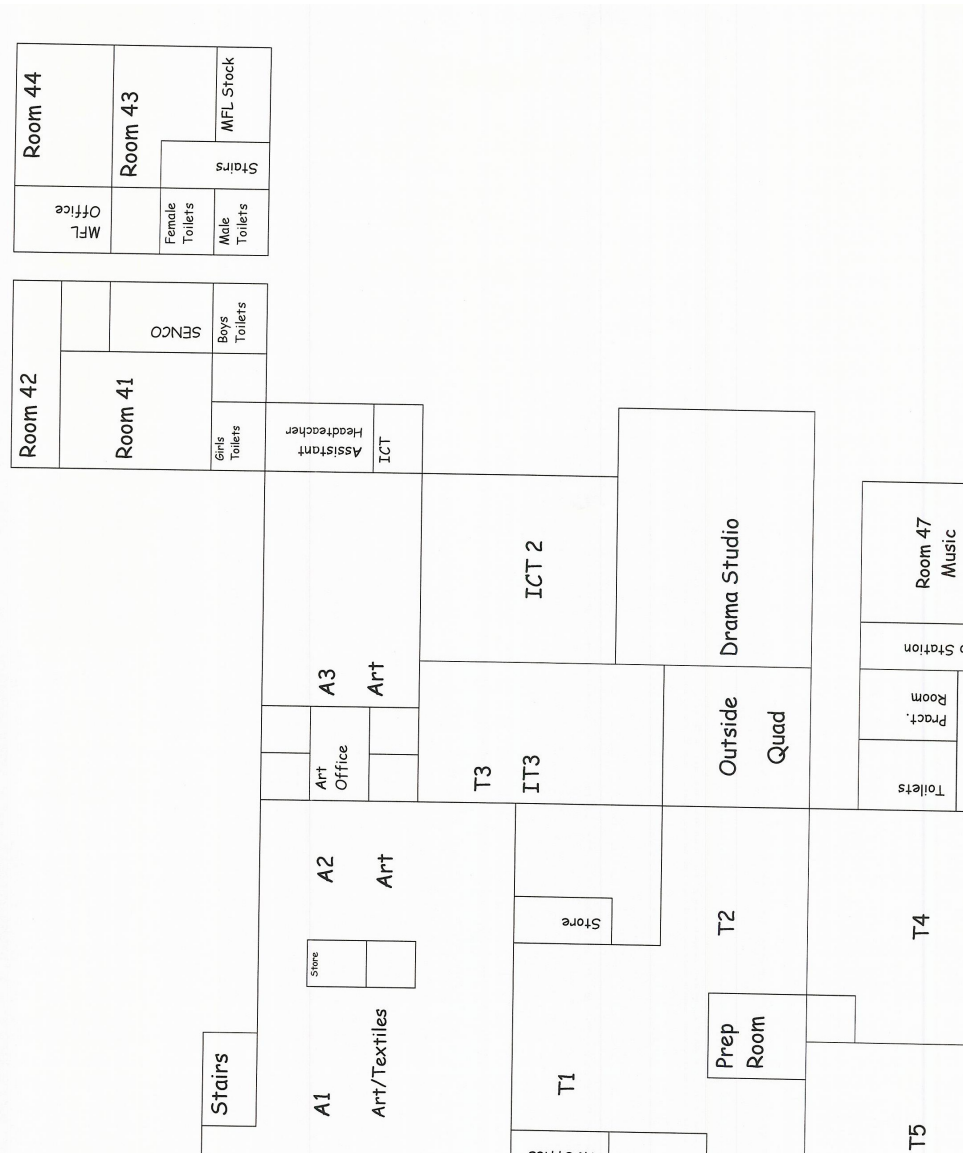 Room 44
Room 43
MFL Stock
Stairs
MFL
Office
Female
Toilets
Male
Toilets
Room 42
Room 41
SENCO
Boys
Toilets
Girls
Toilets
Assistant
Headteacher
ICT
ICT 2
Drama Studio
Room 47
Music
Station
Pract.
Room
Toilets
A3
Art
Art
Office
T3
IT3
Outside
Quad
A2
Art
Store
Store
T2
T4
Prep
Room
Stairs
A1
Art/Textiles
T1
T5